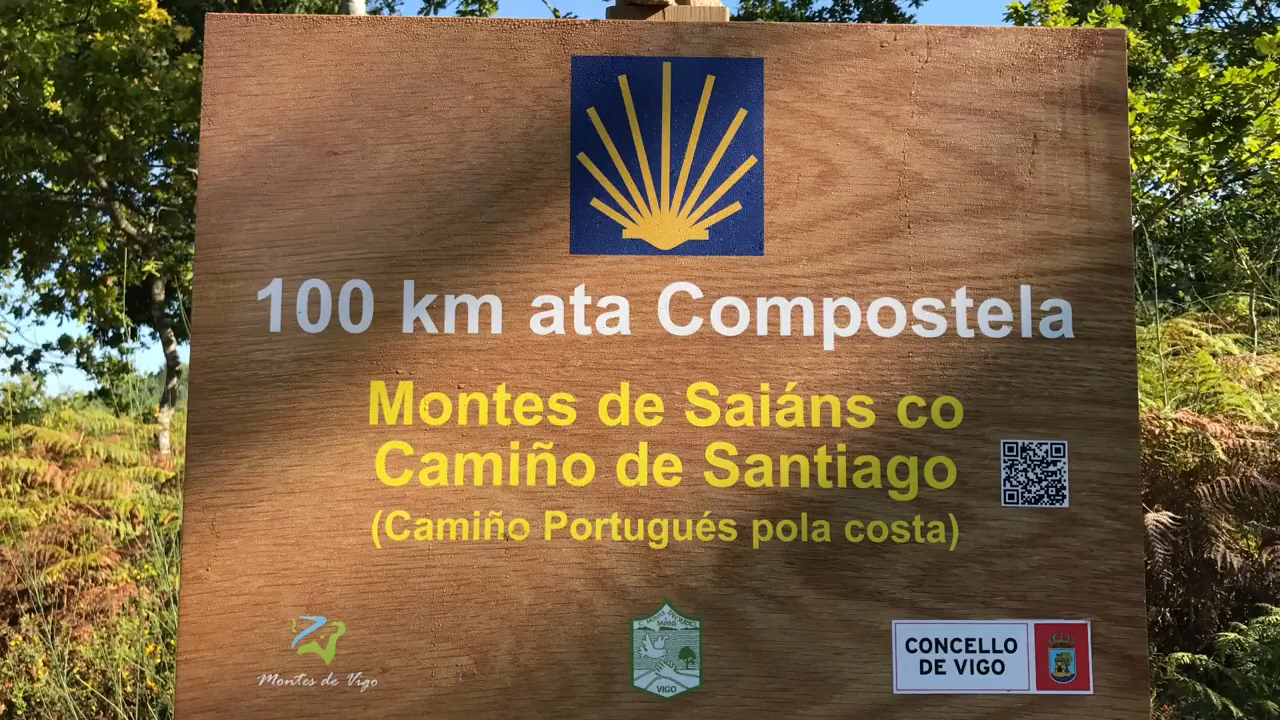 100 km ata Compostela
Montes de Saiáns co
Camiño de Santiago
(Camiño Portugués pola costa)
Montes de Vigo
SAIÁNS
VIGO
CONCELLO
DE VIGO